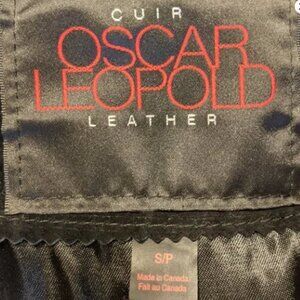 CUIR
OSCAR
LEOPOLD
LEATHER
S/P
Made in Canada
Fait au Canada